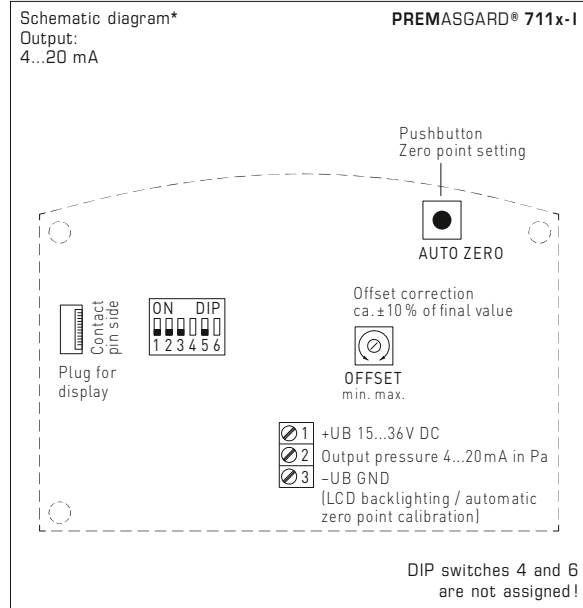 Schematic diagram*
Output:
4...20 mA
PREMASGARD® 711x-I
Pushbutton
Zero point setting
AUTO ZERO
ON DIP
1 2 3 4 5 6
Contact
pin side
Plug for
display
Offset correction
ca.±10% of final value
OFFSET
min. max.
1 +UB 15...36V DC
2 Output pressure 4...20mA in Pa
3 –UB GND
(LCD backlighting / automatic
zero point calibration)
DIP switches 4 and 6
are not assigned!